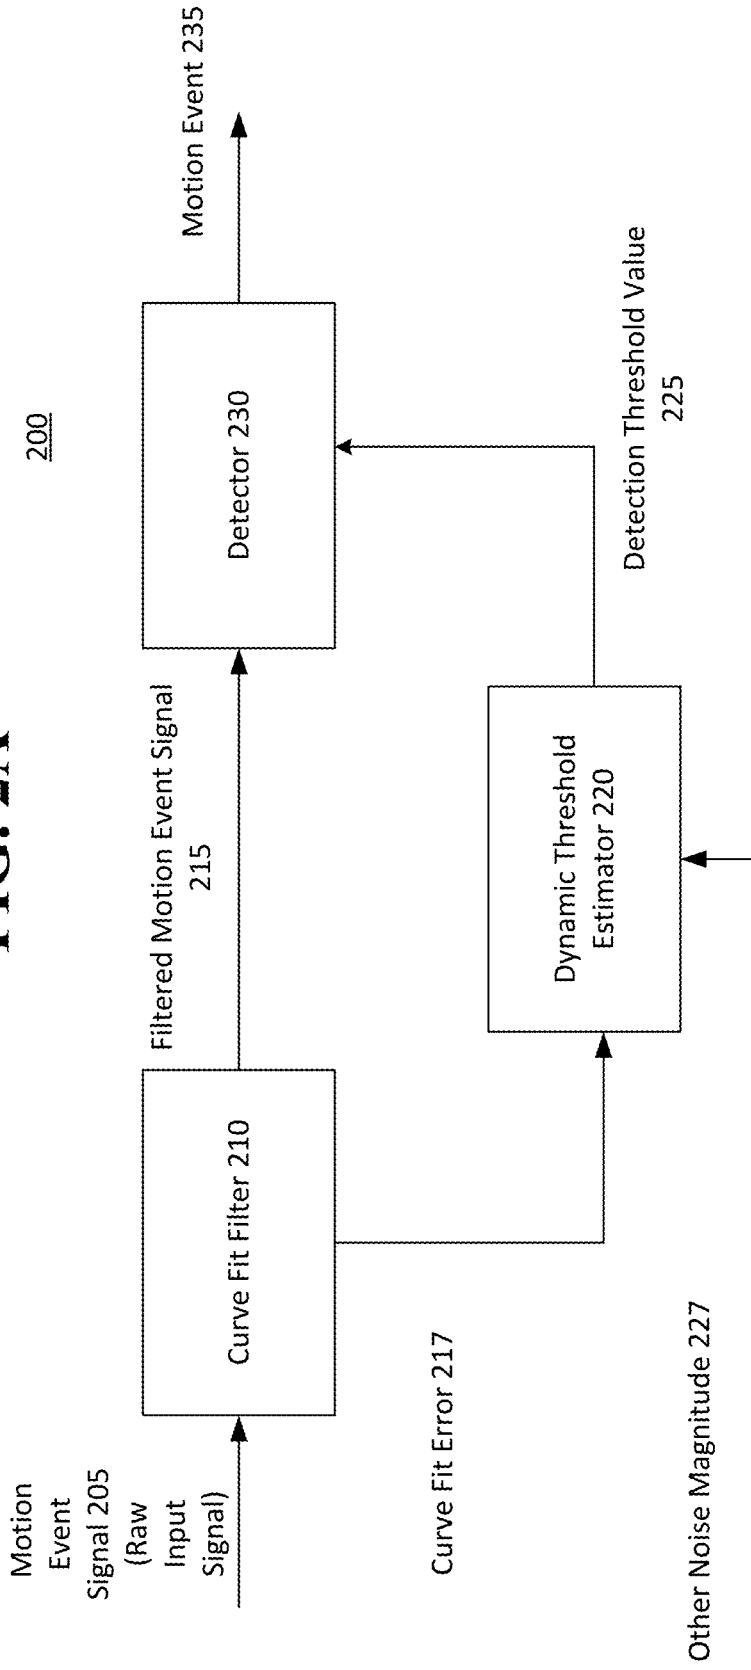 FIG. 2A
200
Motion
Event
Signal 205
(Raw
Input
Signal)
Curve Fit Filter 210
Filtered Motion Event Signal
215
Detector 230
Motion Event 235
Curve Fit Error 217
Dynamic Threshold
Estimator 220
Detection Threshold Value
225
Other Noise Magnitude 227